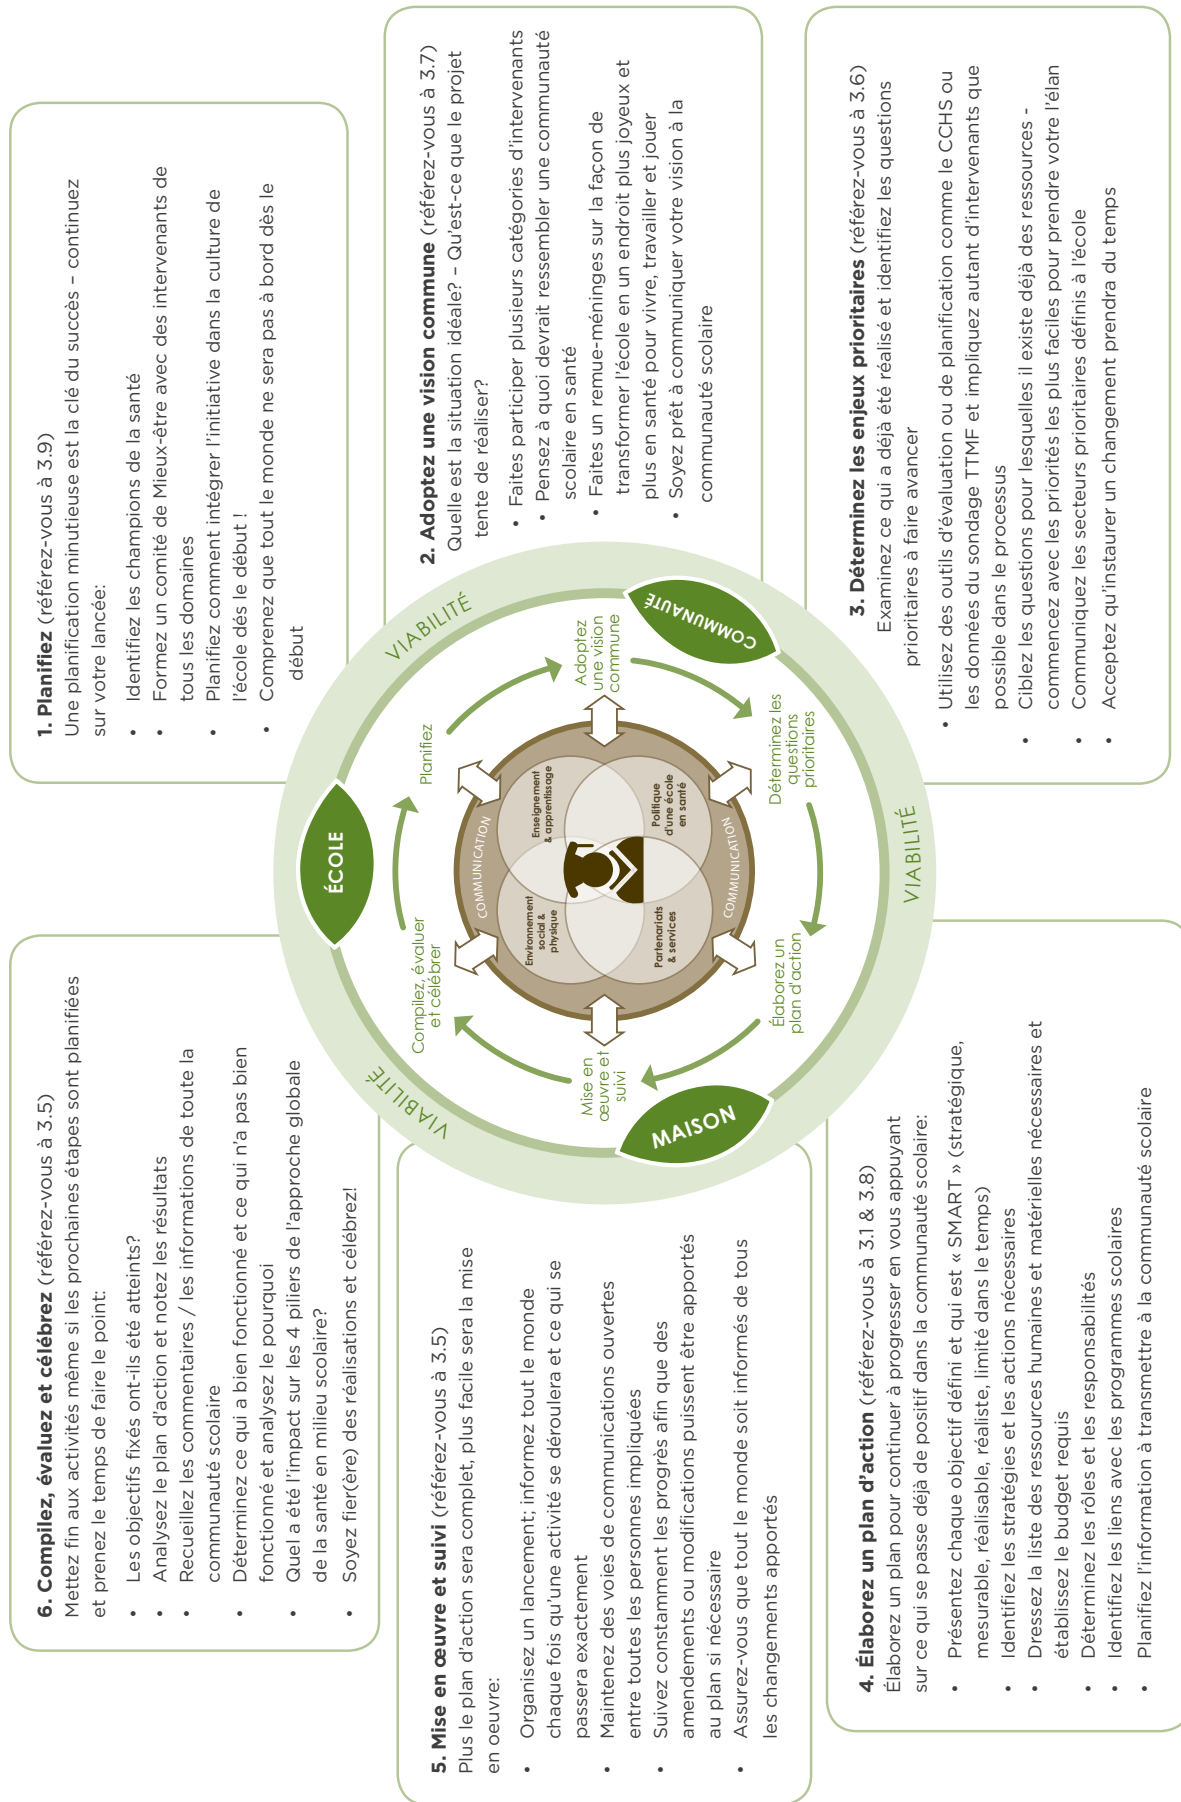 1. Planifiez (référez-vous à 3.9)
Une planification minutieuse est la clé du succès – continuez
sur votre lancée:
• Identifiez les champions de la santé
• Formez un comité de Mieux-être avec des intervenants de
tous les domaines
• Planifiez comment intégrer l'initiative dans la culture de
l'école dès le début !
• Comprenez que tout le monde ne sera pas à bord dès le
début
2. Adoptez une vision commune (référez-vous à 3.7)
Quelle est la situation idéale? – Qu'est-ce que le projet
tente de réaliser?
• Faites participer plusieurs catégories d'intervenants
• Pensez à quoi devrait ressembler une communauté
scolaire en santé
• Faites un remue-méninges sur la façon de
transformer l'école en un endroit plus joyeux et
plus en santé pour vivre, travailler et jouer
• Soyez prêt à communiquer votre vision à la
communauté scolaire
3. Déterminez les enjeux prioritaires (référez-vous à 3.6)
Examinez ce qui a déjà été réalisé et identifiez les questions
prioritaires à faire avancer
• Utilisez des outils d'évaluation ou de planification comme le CCHS ou
les données du sondage TTMF et impliquez autant d'intervenants que
possible dans le processus
• Ciblez les questions pour lesquelles il existe déjà des ressources -
commencez avec les priorités les plus faciles pour prendre votre l'élan
• Communiquez les secteurs prioritaires définis à l'école
• Acceptez qu'instaurer un changement prendra du temps
4. Élaborez un plan d'action (référez-vous à 3.1 & 3.8)
Élaborez un plan pour continuer à progresser en vous appuyant
sur ce qui se passe déjà de positif dans la communauté scolaire:
• Présentez chaque objectif défini et qui est « SMART » (stratégique,
mesurable, réalisable, réaliste, limité dans le temps)
• Identifiez les stratégies et les actions nécessaires
• Dressez la liste des ressources humaines et matérielles nécessaires et
établissez le budget requis
• Déterminez les rôles et les responsabilités
• Identifiez les liens avec les programmes scolaires
• Planifiez l'information à transmettre à la communauté scolaire
5. Mise en œuvre et suivi (référez-vous à 3.5)
Plus le plan d'action sera complet, plus facile sera la mise
en oeuvre:
• Organisez un lancement; informez tout le monde
chaque fois qu'une activité se déroulera et ce qui se
passera exactement
• Maintenez des voies de communications ouvertes
entre toutes les personnes impliquées
• Suivez constamment les progrès afin que des
amendements ou modifications puissent être apportés
au plan si nécessaire
• Assurez-vous que tout le monde soit informés de tous
les changements apportés
6. Compilez, évaluez et célébrez (référez-vous à 3.5)
Mettez fin aux activités même si les prochaines étapes sont planifiées
et prenez le temps de faire le point:
• Les objectifs fixés ont-ils été atteints?
• Analysez le plan d'action et notez les résultats
• Recueillez les commentaires / les informations de toute la
communauté scolaire
• Déterminez ce qui a bien fonctionné et ce qui n'a pas bien
fonctionné et analysez le pourquoi
• Quel a été l'impact sur les 4 piliers de l'approche globale
de la santé en milieu scolaire?
• Soyez fier(ère) des réalisations et célébrez!
ÉCOLE
VIABILITÉ
COMMUNAUTÉ
VIABILITÉ
MAISON
VIABILITÉ
Planifiez
Adoptez
une vision
commune
Déterminez les
questions
prioritaires
Élaborez un
plan d'action
Mise en
œuvre et
suivi
Compilez, évaluer
et célébrer
COMMUNICATION
Environnement
social &
physique
Enseignement
& apprentissage
Partenariats
& services
Politique
d'une école
en santé
COMMUNICATION